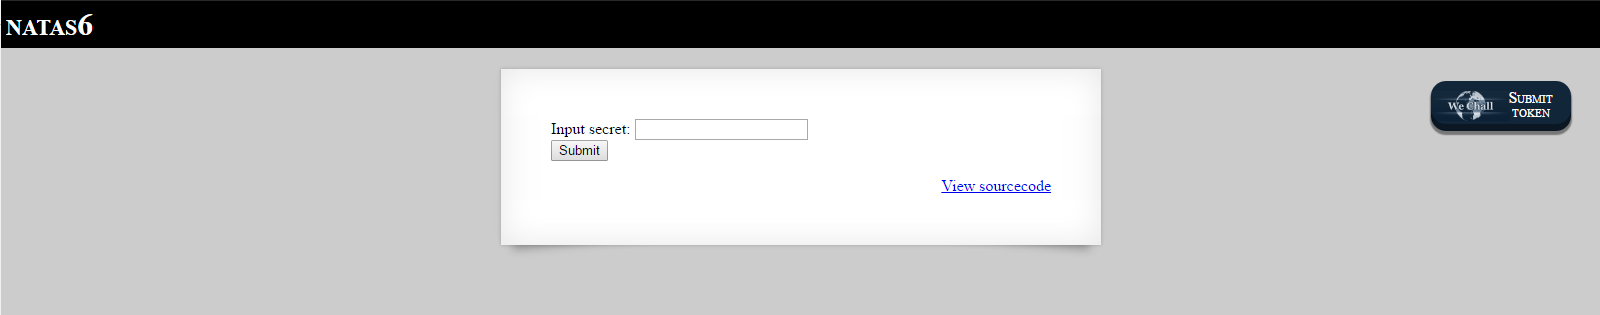 NATAS6
Input secret:
Submit
View sourcecode
We Chall
SUBMIT
TOKEN